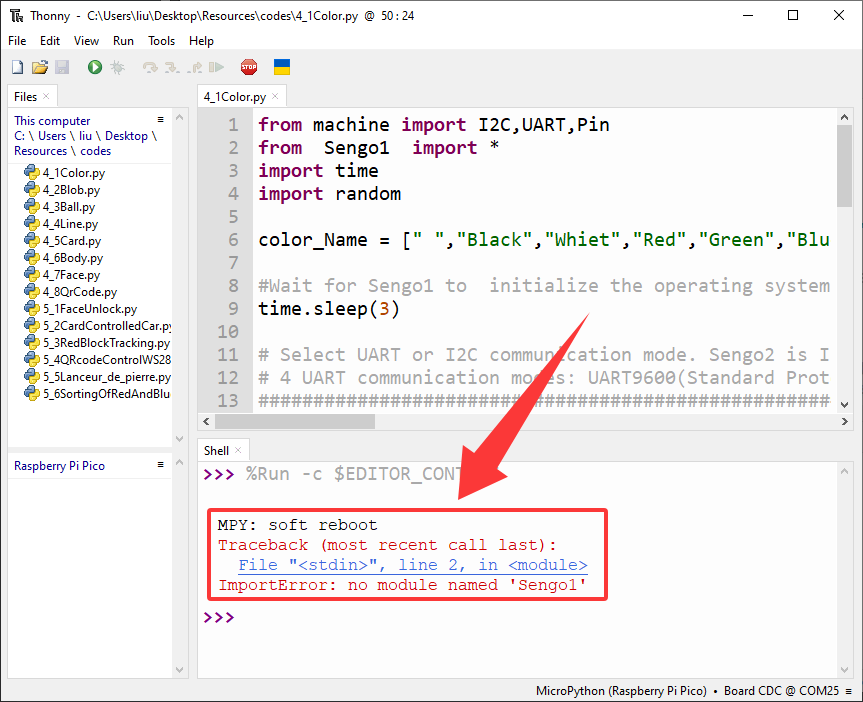 Thonny - C:\Users\liu\Desktop\Resources\codes\4_1Color.py @ 50:24
File Edit View Run Tools Help
STOP
Files
4_1Color.py
This computer
C: \ Users \ liu \ Desktop \
Resources \ codes
4_1Color.py
4_2Blob.py
4_3Ball.py
4_4Line.py
4_5Card.py
4_6Body.py
4_7Face.py
4_8QrCode.py
5_1FaceUnlock.py
5_2CardControlledCar.py
5_3RedBlockTracking.py
5_4QRcodeControlWS28
5_5Lanceur_de_pierre.py
5_6SortingOfRedAndBlu
Raspberry Pi Pico
1 from machine import I2C,UART,Pin
2 from Sengo1 import *
3 import time
4 import random
5
6 color_Name = [" ","Black","Whiet","Red","Green","Blu
7
8 #Wait for Sengo1 to initialize the operating system
9 time.sleep(3)
10
11 # Select UART or I2C communication mode. Sengo2 is I
12 # 4 UART communication modes: UART9600(Standard Prot
13 ####################################################
Shell
>>> %Run -c $EDITOR_CONT
MPY: soft reboot
Traceback (most recent call last):
File "<stdin>", line 2, in <module>
ImportError: no module named 'Sengo1'
>>>
MicroPython (Raspberry Pi Pico) • Board CDC @ COM25